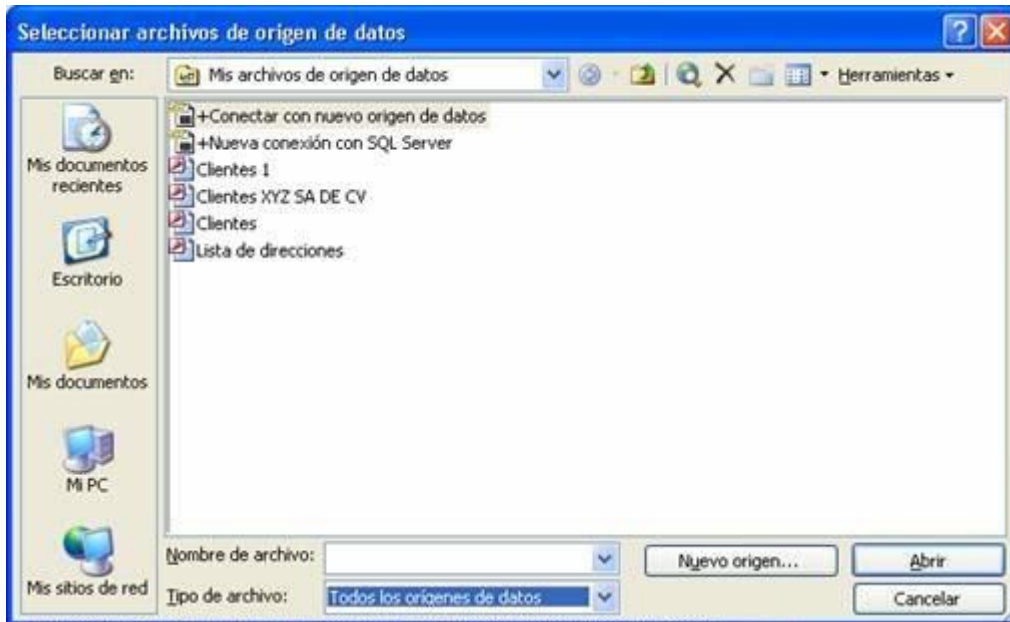 Seleccionar archivos de origen de datos
Buscar en:
Mis archivos de origen de datos
Herramientas
Mis documentos
recientes
Escritorio
Mis documentos
Mi PC
Mis sitios de red
+Conectar con nuevo origen de datos
+Nueva conexión con SQL Server
Clientes 1
Clientes XYZ SA DE CV
Clientes
Lista de direcciones
Nombre de archivo:
Nuevo origen...
Abrir
Tipo de archivo:
Todos los orígenes de datos
Cancelar